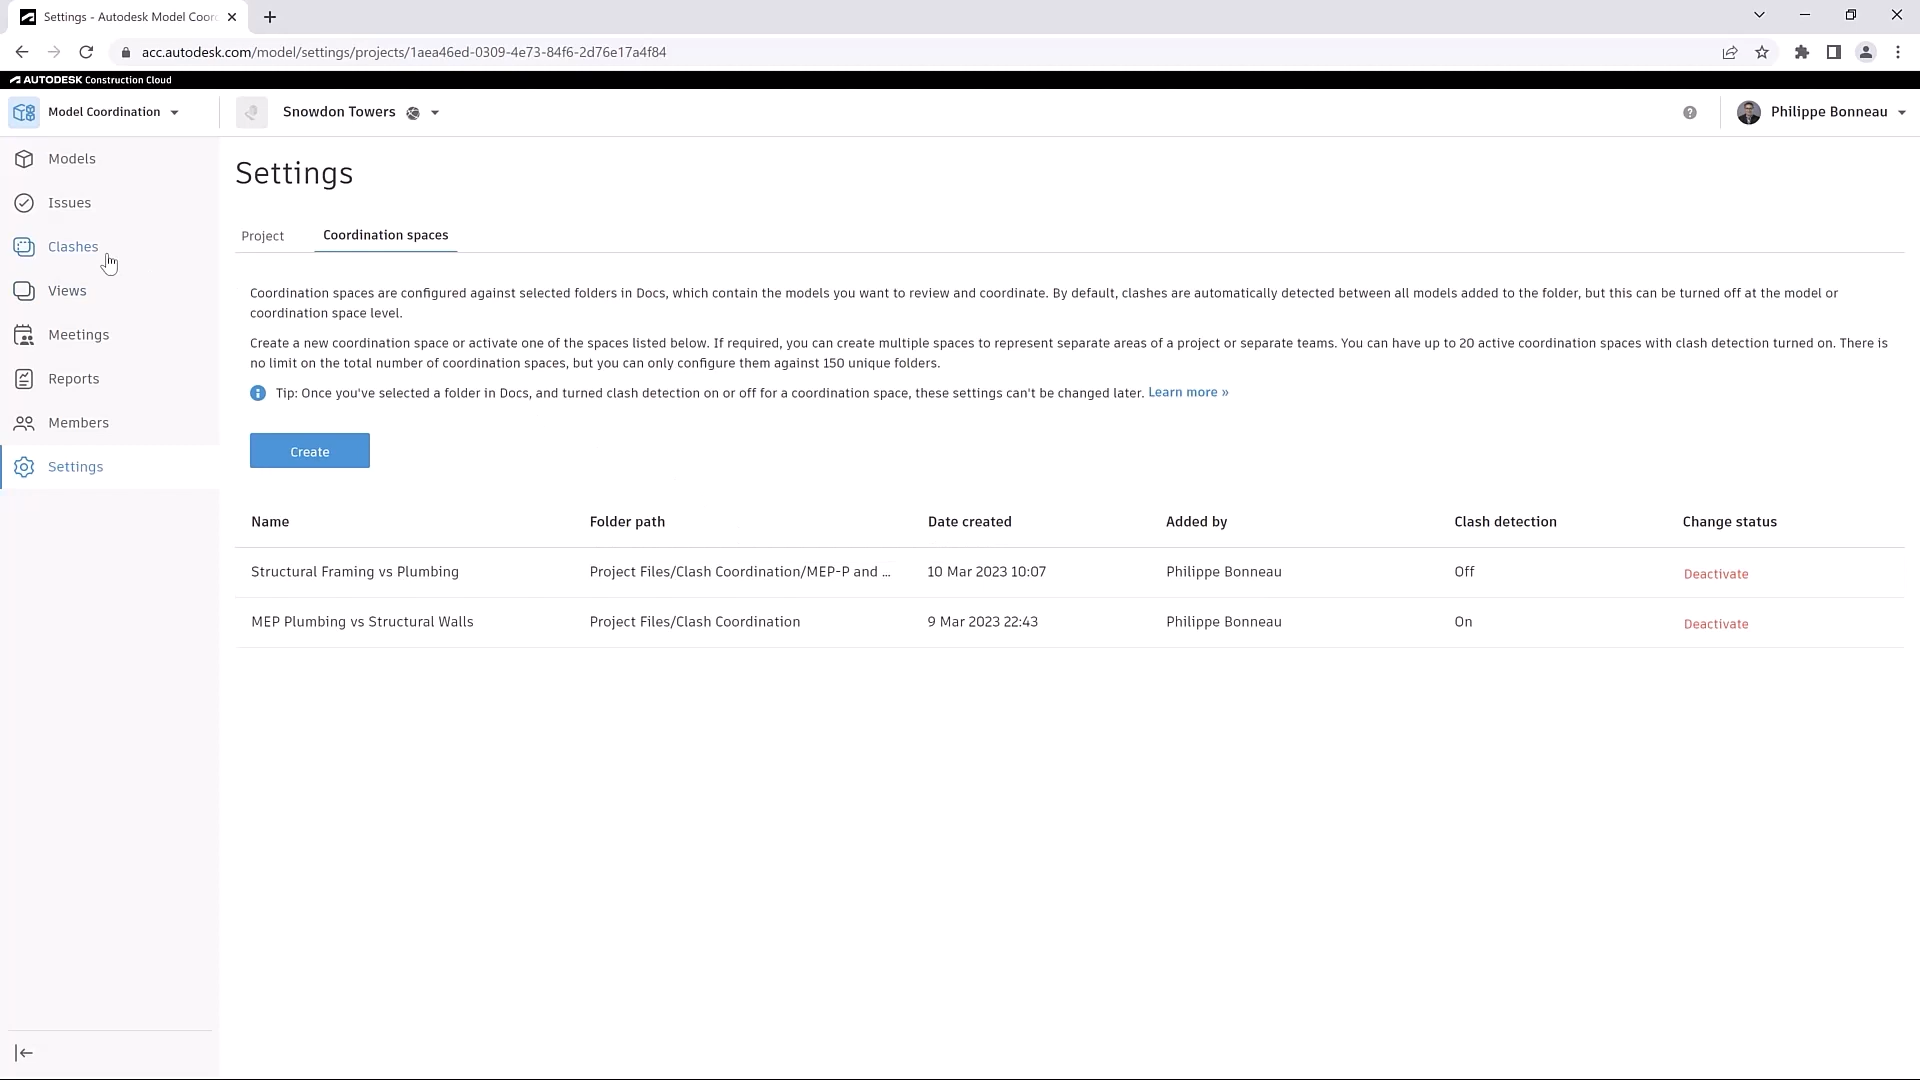 Settings - Autodesk Model Coor
acc.autodesk.com/model/settings/projects/1aea46ed-0309-4e73-84f6-2d76e17a4f84
AUTODESK Construction Cloud
Model Coordination
Snowdon Towers
Philippe Bonneau
Models
Issues
Clashes
Views
Meetings
Reports
Members
Settings
Settings
Project
Coordination spaces
Coordination spaces are configured against selected folders in Docs, which contain the models you want to review and coordinate. By default, clashes are automatically detected between all models added to the folder, but this can be turned off at the model or
coordination space level.
Create a new coordination space or activate one of the spaces listed below. If required, you can create multiple spaces to represent separate areas of a project or separate teams. You can have up to 20 active coordination spaces with clash detection turned on. There is
no limit on the total number of coordination spaces, but you can only configure them against 150 unique folders.
Tip: Once you've selected a folder in Docs, and turned clash detection on or off for a coordination space, these settings can't be changed later. Learn more »
Create
Name Folder path Date created Added by Clash detection Change status
Structural Framing vs Plumbing Project Files/Clash Coordination/MEP-P and ... 10 Mar 2023 10:07 Philippe Bonneau Off Deactivate
MEP Plumbing vs Structural Walls Project Files/Clash Coordination 9 Mar 2023 22:43 Philippe Bonneau On Deactivate